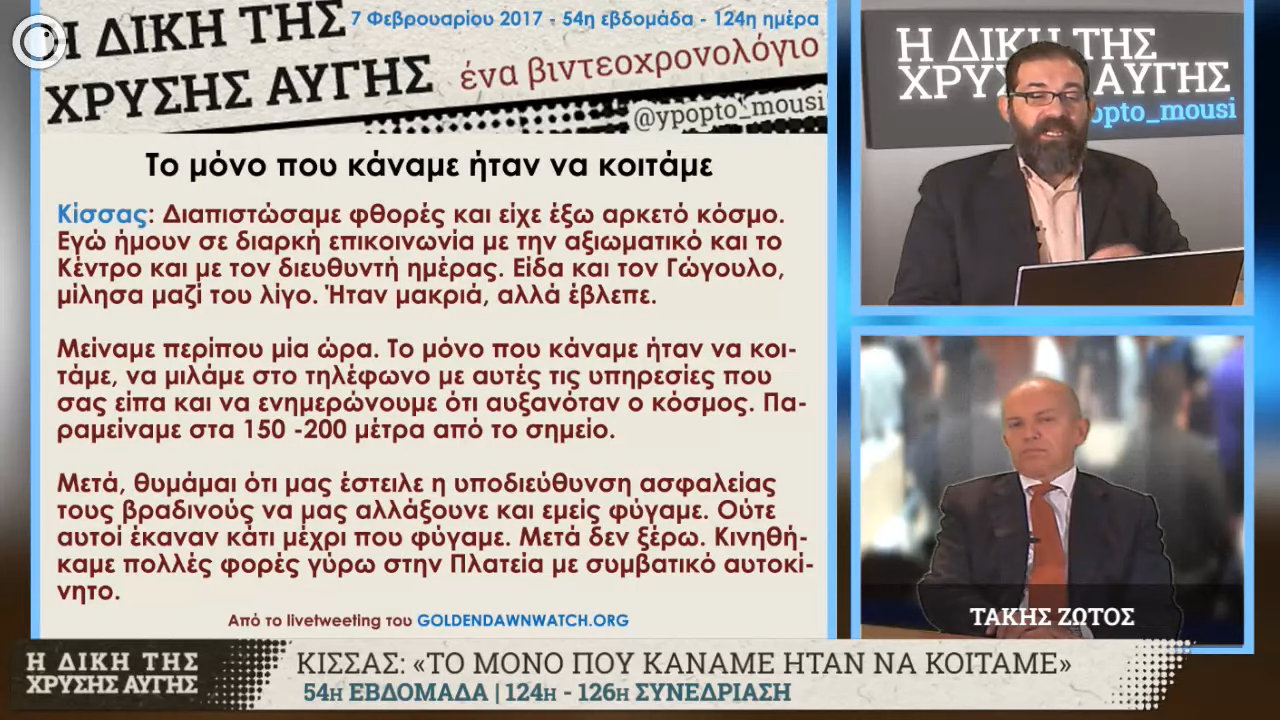 Η ΔΙΚΗ ΤΗΣ
ΧΡΥΣΗΣ ΑΥΓΗΣ
7 Φεβρουαρίου 2017 - 54η εβδομάδα - 124η ημέρα
ένα βιντεοχρονολόγιο
@ypopto_mousi
Το μόνο που κάναμε ήταν να κοιτάμε
Κίσσας: Διαπιστώσαμε φθορές και είχε έξω αρκετό κόσμο.
Εγώ ήμουν σε διαρκή επικοινωνία με την αξιωματικό και το
Κέντρο και με τον διευθυντή ημέρας. Είδα και τον Γώγουλο,
μίλησα μαζί του λίγο. Ήταν μακριά, αλλά έβλεπε.
Μείναμε περίπου μία ώρα. Το μόνο που κάναμε ήταν να κοι-
τάμε, να μιλάμε στο τηλέφωνο με αυτές τις υπηρεσίες που
σας είπα και να ενημερώνουμε ότι αυξανόταν ο κόσμος. Πα-
ραμείναμε στα 150 -200 μέτρα από το σημείο.
Μετά, θυμάμαι ότι μας έστειλε η υποδιεύθυνση ασφαλείας
τους βραδινούς να μας αλλάξουνε και εμείς φύγαμε. Ούτε
αυτοί έκαναν κάτι μέχρι που φύγαμε. Μετά δεν ξέρω. Κινηθή-
καμε πολλές φορές γύρω στην Πλατεία με συμβατικό αυτοκί-
νητο.
Από το livetweeting του GOLDENDAWNWATCH.ORG
Η ΔΙΚΗ ΤΗΣ
ΧΡΥΣΗΣ ΑΥΓΗΣ
opto_mousi
ΤΑΚΗΣ ΖΩΤΟΣ
Η ΔΙΚΗ ΤΗΣ
ΧΡΥΣΗΣ ΑΥΓΗΣ
ΚΙΣΣΑΣ: «ΤΟ ΜΟΝΟ ΠΟΥ ΚΑΝΑΜΕ ΗΤΑΝ ΝΑ ΚΟΙΤΑΜΕ»
54η ΕΒΔΟΜΑΔΑ | 124η - 126η ΣΥΝΕΔΡΙΑΣΗ